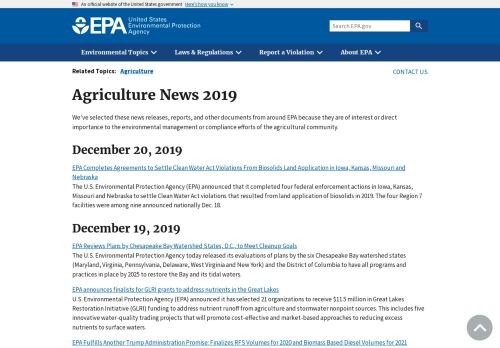 An official website of the United States government Here's how you know
EPA United States Environmental Protection Agency
Search EPA.gov
Environmental Topics Laws & Regulations Report a Violation About EPA
Related Topics: Agriculture CONTACT US
Agriculture News 2019
We've selected these news releases, reports, and other documents from around EPA because they are of interest or direct
importance to the environmental management or compliance efforts of the agricultural community.
December 20, 2019
EPA Completes Agreements to Settle Clean Water Act Violations From Biosolids Land Application in Iowa, Kansas, Missouri and
Nebraska
The U.S. Environmental Protection Agency (EPA) announced that it completed four federal enforcement actions in Iowa, Kansas,
Missouri and Nebraska to settle Clean Water Act violations that resulted from land application of biosolids in 2019. The four Region 7
facilities were among nine announced nationally Dec. 18.
December 19, 2019
EPA Reviews Plans by Chesapeake Bay Watershed States, D.C., to Meet Cleanup Goals
The U.S. Environmental Agency today released its evaluations of plans by the six Chesapeake Bay watershed states
(Maryland, Virginia, Pennsylvania, Delaware, West Virginia and New York) and the District of Columbia to have all programs and
practices in place by 2025 to restore the Bay and its tidal waters.
EPA announces finalists for GLRI grants to address nutrients in the Great Lakes
U.S. Environmental Protection Agency (EPA) announced it has selected 21 organizations to receive $11.5 million in Great Lakes
Restoration Initiative (GLRI) funding to address nutrient runoff from agriculture and stormwater nonpoint sources. This includes five
innovative water-quality trading projects that will promote cost-effective and market-based approaches to reducing excess
nutrients to surface waters.
EPA Fulfills Another Trump Administration Promise: Finalizes RFS Volumes for 2020 and Biomass Based Diesel Volumes for 2021